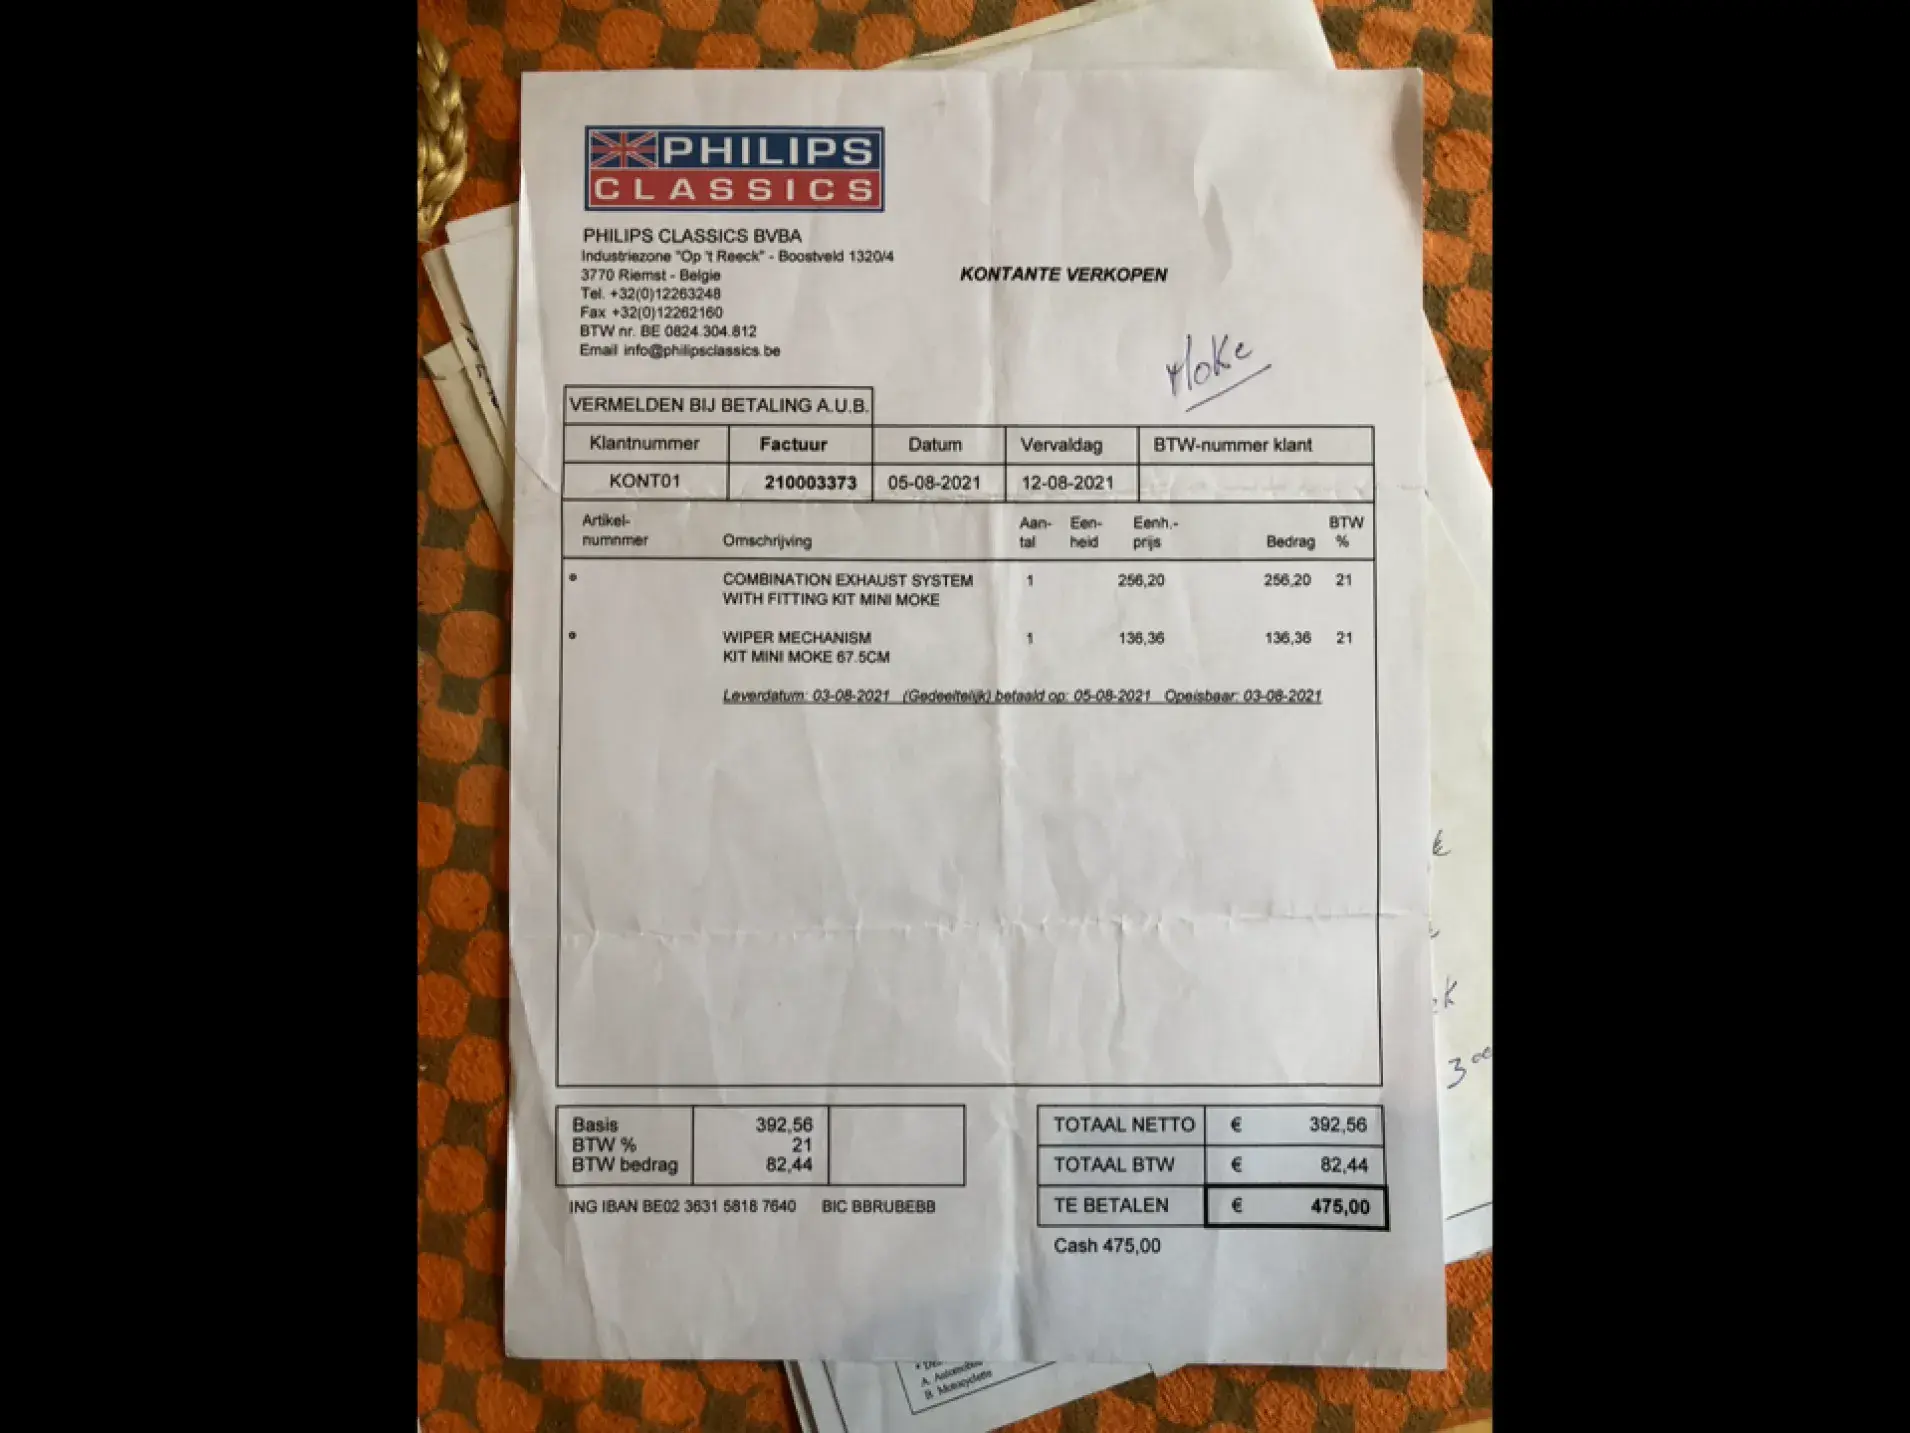 PHILIPS
CLASSICS
PHILIPS CLASSICS BVBA
Industriezone "Op 't Reeck" - Boostveld 1320/4
3770 Riemst - Belgie
Tel. +32(0)12263248
Fax +32(0)12262160
BTW nr. BE 0824.304.812
Email info@philipsclassics.be
KONTANTE VERKOPEN
Moke
VERMELDEN BIJ BETALING A.U.B.
Klantnummer Factuur Datum Vervaldag BTW-nummer klant
KONT01 210003373 05-08-2021 12-08-2021
Artikel- Aan- Een- Eenh.- BTW
numnmer Omschrijving tal heid prijs Bedrag %
COMBINATION EXHAUST SYSTEM 1 256,20 256,20 21
WITH FITTING KIT MINI MOKE
WIPER MECHANISM 1 136,36 136,36 21
KIT MINI MOKE 67.5CM
Leverdatum: 03-08-2021 (Gedeeltelijk) betaald op: 05-08-2021 Opeisbaar: 03-08-2021
Basis 392,56
BTW % 21
BTW bedrag 82,44
TOTAAL NETTO € 392,56
TOTAAL BTW € 82,44
TE BETALEN € 475,00
ING IBAN BE02 3631 5818 7640 BIC BBRUBEBB
Cash 475,00
€
3⁰⁰
A. Automobile
B. Motocyclette